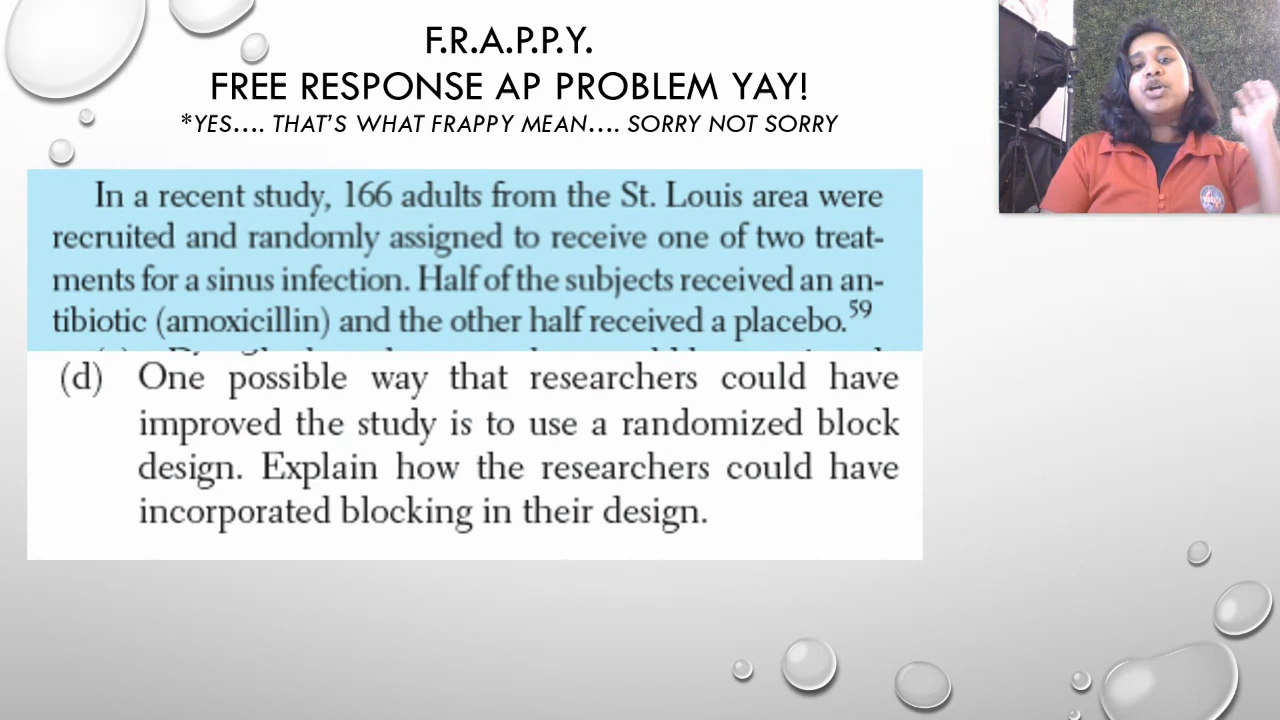 F.R.A.P.P.Y.
FREE RESPONSE AP PROBLEM YAY!
*YES.... THAT'S WHAT FRAPPY MEAN.... SORRY NOT SORRY
In a recent study, 166 adults from the St. Louis area were
recruited and randomly assigned to receive one of two treat-
ments for a sinus infection. Half of the subjects received an an-
tibiotic (amoxicillin) and the other half received a placebo.59
(d) One possible way that researchers could have
improved the study is to use a randomized block
design. Explain how the researchers could have
incorporated blocking in their design.